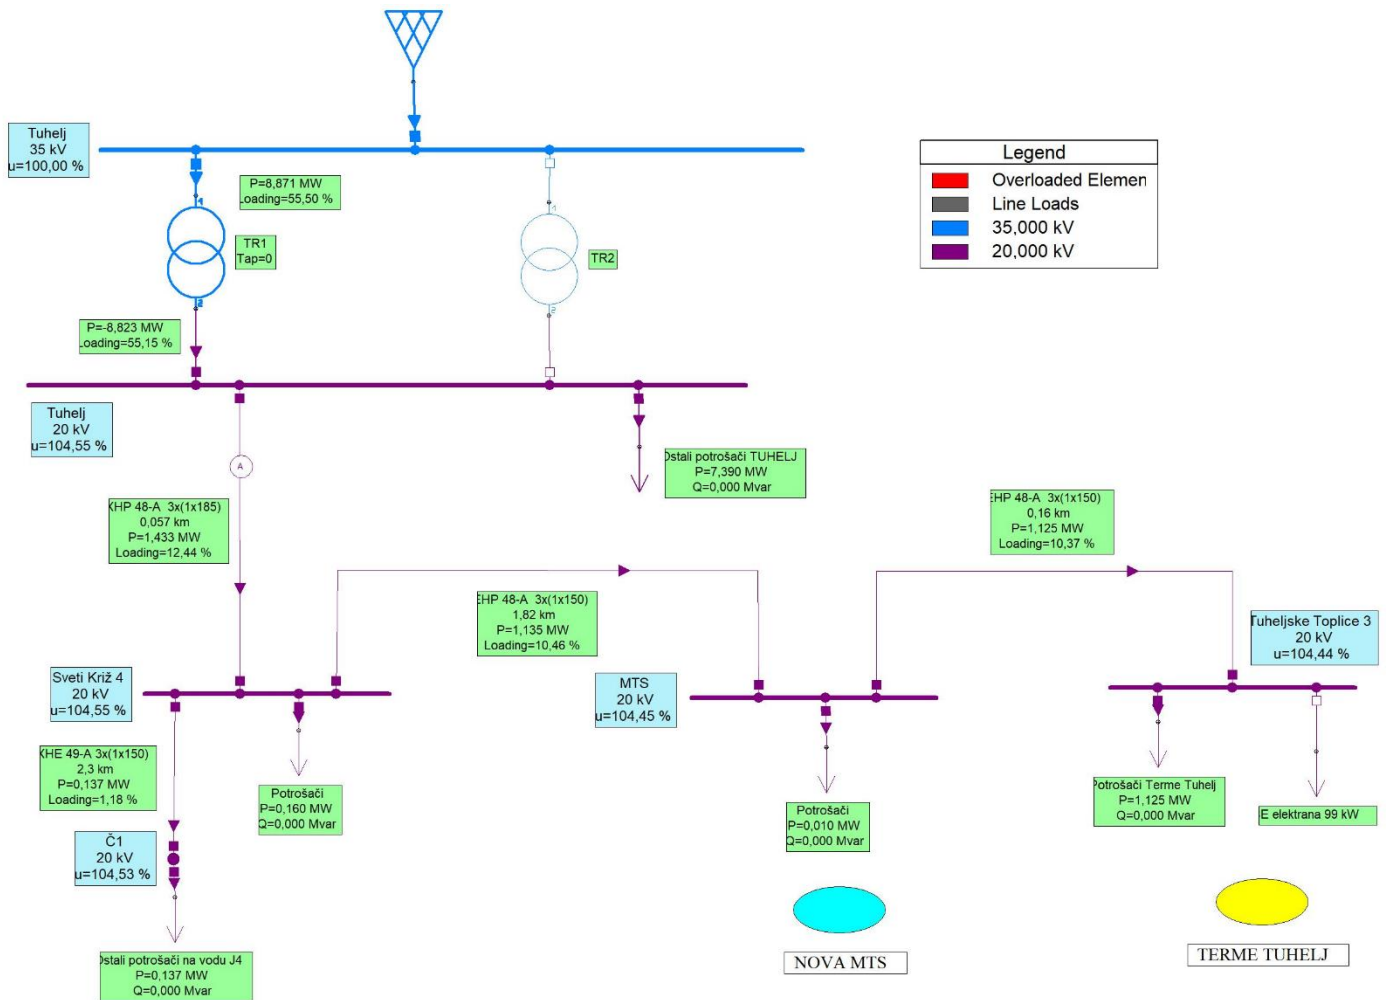 Tuhelj
35 kV
u=100,00 %
P=8,871 MW
Loading=55,50 %
1
TR1
Tap=0
2
P=-8,823 MW
Loading=55,15 %
1
TR2
2
Legend
Overloaded Elemen
Line Loads
35,000 kV
20,000 kV
Tuhelj
20 kV
u=104,55 %
A
Ostali potrošači TUHELJ
P=7,390 MW
Q=0,000 Mvar
KHP 48-A 3x(1x185)
0,057 km
P=1,433 MW
Loading=12,44 %
EHP 48-A 3x(1x150)
0,16 km
P=1,125 MW
Loading=10,37 %
EHP 48-A 3x(1x150)
1,82 km
P=1,135 MW
Loading=10,46 %
Tuheljske Toplice 3
20 kV
u=104,44 %
Sveti Križ 4
20 kV
u=104,55 %
MTS
20 kV
u=104,45 %
KHE 49-A 3x(1x150)
2,3 km
P=0,137 MW
Loading=1,18 %
Potrošači
P=0,160 MW
Q=0,000 Mvar
Potrošači
P=0,010 MW
Q=0,000 Mvar
Potrošači Terme Tuhelj
P=1,125 MW
Q=0,000 Mvar
E elektrana 99 kW
Č1
20 kV
u=104,53 %
Ostali potrošači na vodu J4
P=0,137 MW
Q=0,000 Mvar
NOVA MTS
TERME TUHELJ